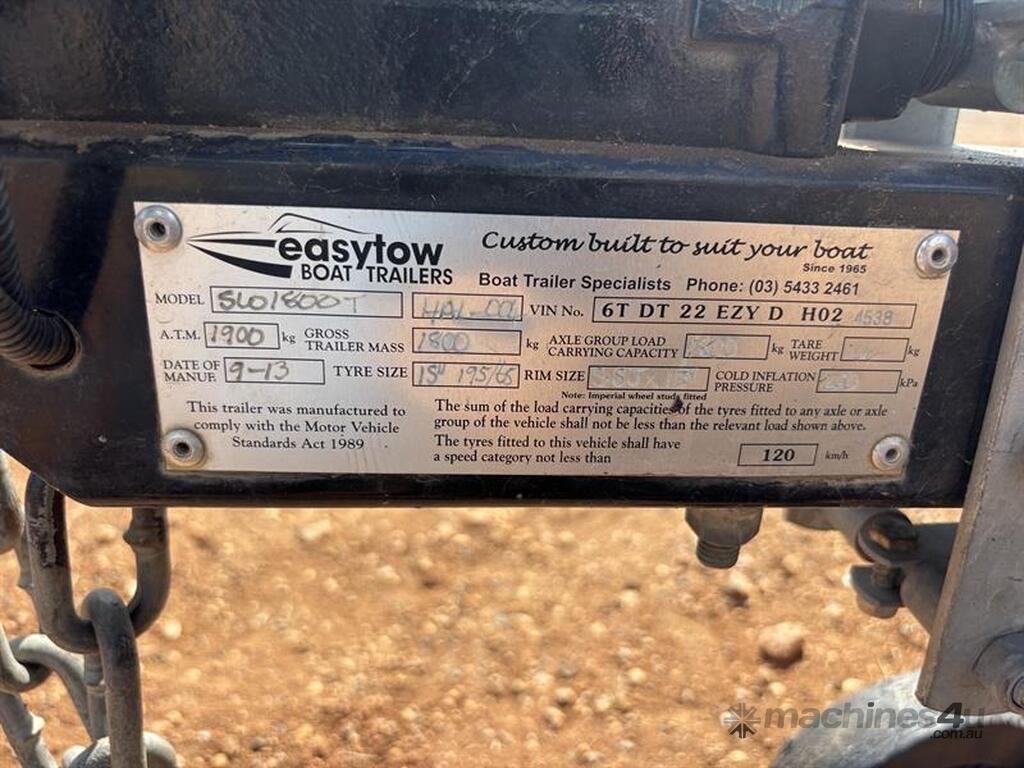 easytow
BOAT TRAILERS
Custom built to suit your boat
Since 1965
Boat Trailer Specialists Phone: (03) 5433 2461
MODEL SLO1800T VIN No. 6T DT 22 EZY D H02 4538
A.T.M. 1900 kg GROSS TRAILER MASS 1800 kg AXLE GROUP LOAD CARRYING CAPACITY kg TARE WEIGHT kg
DATE OF MANUF. 9-13 TYRE SIZE 15" 195/65 RIM SIZE COLD INFLATION PRESSURE kPa
Note: Imperial wheel studs fitted
This trailer was manufactured to
comply with the Motor Vehicle
Standards Act 1989
The sum of the load carrying capacities of the tyres fitted to any axle or axle
group of the vehicle shall not be less than the relevant load shown above.
The tyres fitted to this vehicle shall have
a speed category not less than 120 km/h
machines4u
.com.au